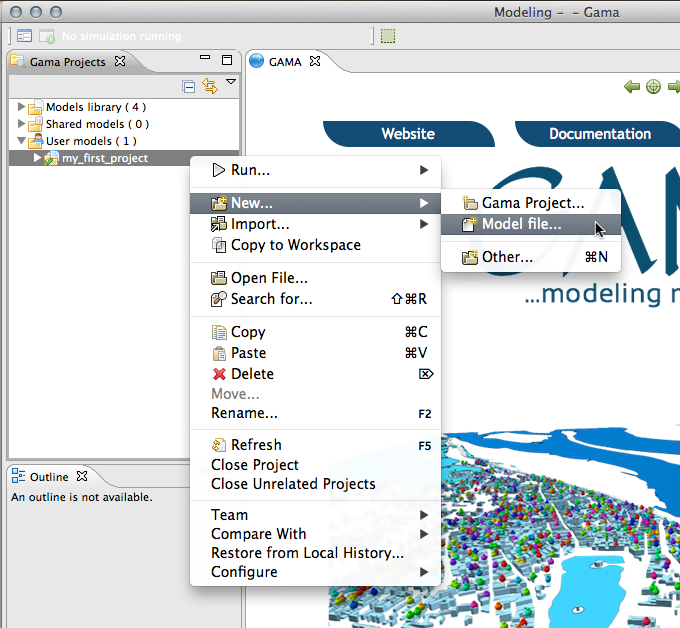 Modeling - - Gama
No simulation running
Gama Projects
GAMA
Models library ( 4 )
Shared models ( 0 )
User models ( 1 )
my_first_project
Website
Documentation
Run...
New...
Import...
Copy to Workspace
Open File...
Search for... ⇧⌘R
Copy ⌘C
Paste ⌘V
Delete ⌦
Move...
Rename... F2
Refresh F5
Close Project
Close Unrelated Projects
Team
Compare With
Restore from Local History...
Configure
Gama Project...
Model file...
Other... ⌘N
GAM
...modeling m
Outline
An outline is not available.